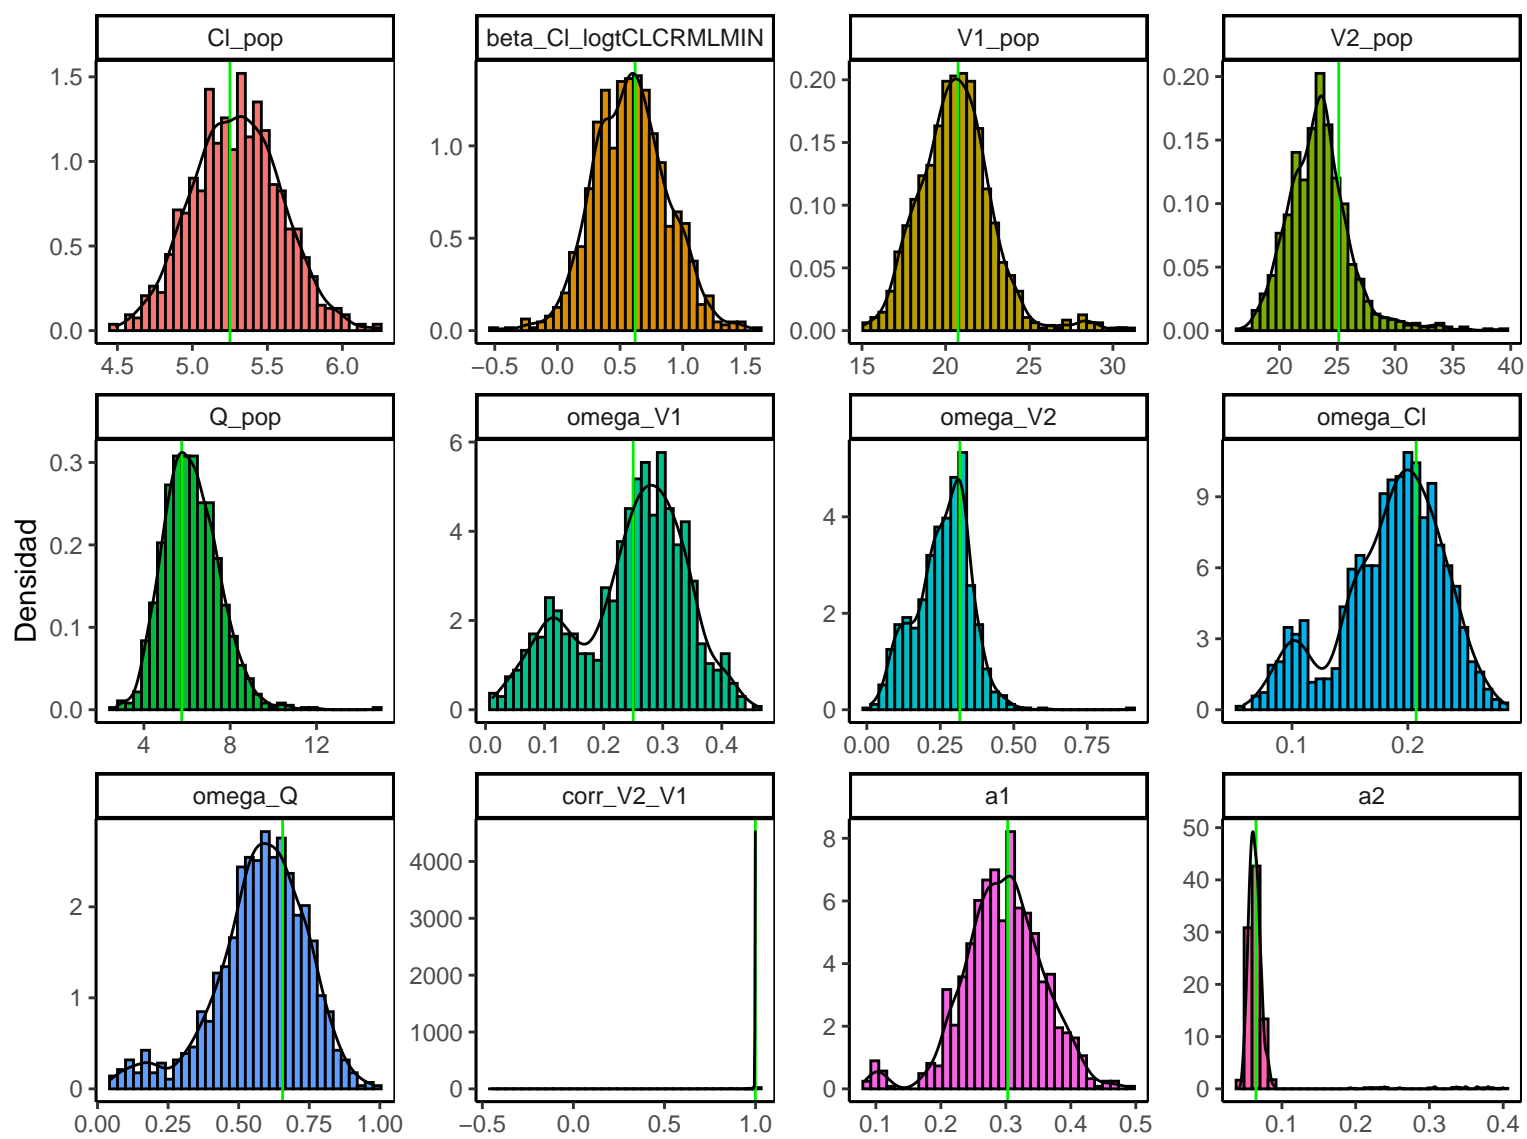 Cl_pop
beta_Cl_logtCLCRMLMIN
V1_pop
V2_pop
1.5
1.0
0.5
0.0
4.5 5.0 5.5 6.0
1.0
0.5
0.0
−0.5 0.0 0.5 1.0 1.5
0.20
0.15
0.10
0.05
0.00
15 20 25 30
0.20
0.15
0.10
0.05
0.00
20 25 30 35 40
Densidad
Q_pop
omega_V1
omega_V2
omega_Cl
0.3
0.2
0.1
0.0
4 8 12
6
4
2
0
0.0 0.1 0.2 0.3 0.4
4
2
0
0.00 0.25 0.50 0.75
9
6
3
0
0.1 0.2
omega_Q
corr_V2_V1
a1
a2
2
1
0
0.00 0.25 0.50 0.75 1.00
4000
3000
2000
1000
0
−0.5 0.0 0.5 1.0
8
6
4
2
0
0.1 0.2 0.3 0.4 0.5
50
40
30
20
10
0
0.1 0.2 0.3 0.4